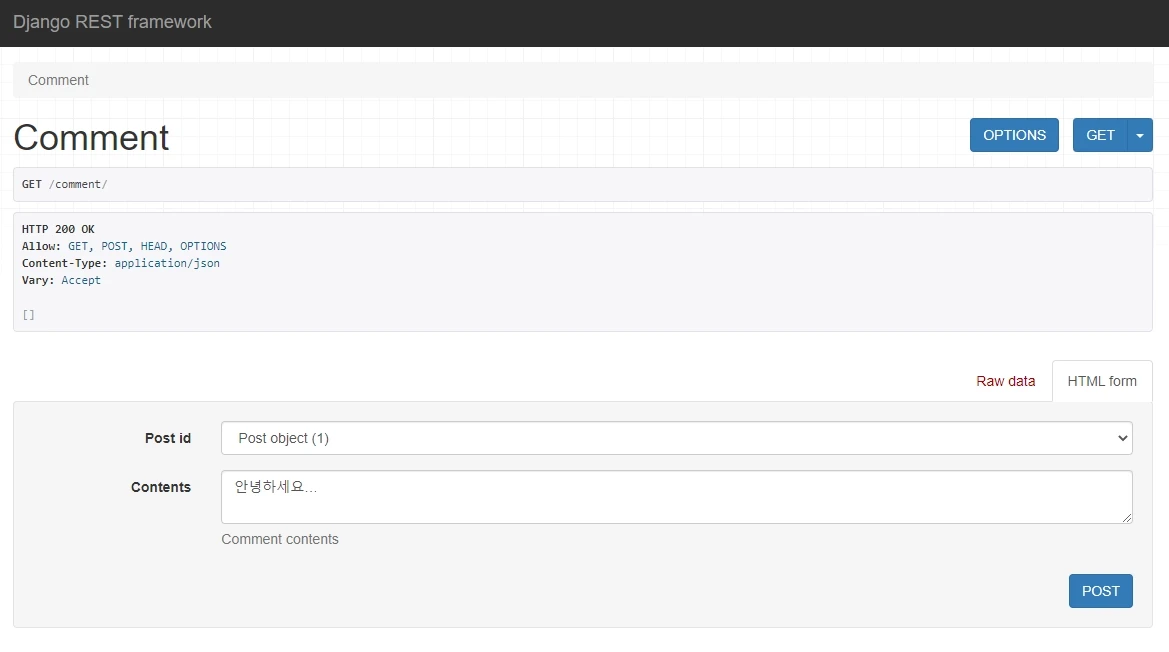 Django REST framework
Comment
Comment
OPTIONS
GET
GET /comment/
HTTP 200 OK
Allow: GET, POST, HEAD, OPTIONS
Content-Type: application/json
Vary: Accept
[]
Raw data
HTML form
Post id
Post object (1)
Contents
안녕하세요...
Comment contents
POST